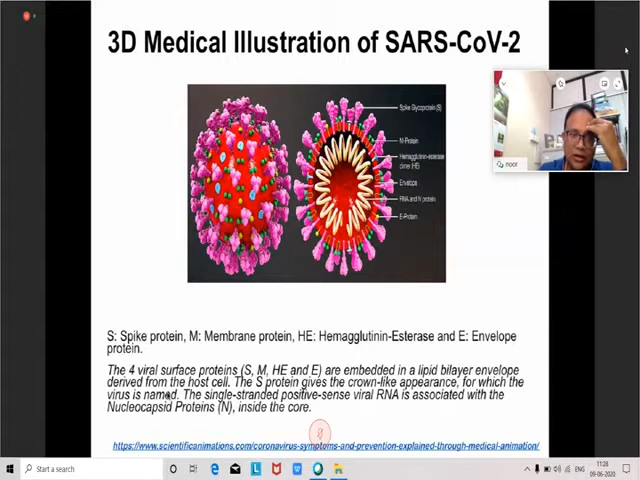 3D Medical Illustration of SARS-CoV-2
Spike Glycoprotein (S)
Hemagglutinin-esterase
dimer (HE)
Envelope
RNA and N protein
E-Protein
noor
S: Spike protein, M: Membrane protein, HE: Hemagglutinin-Esterase and E: Envelope
protein.
The 4 viral surface proteins (S, M, HE and E) are embedded in a lipid bilayer envelope
derived from the host cell. The S protein gives the crown-like appearance, for which the
virus is named. The single-stranded positive-sense viral RNA is associated with the
Nucleocapsid Proteins (N), inside the core.
https://www.scientificanimations.com/coronavirus-symptoms-and-prevention-explained-through-medical-animation/
Start a search
ENG
11:28
09-06-2020